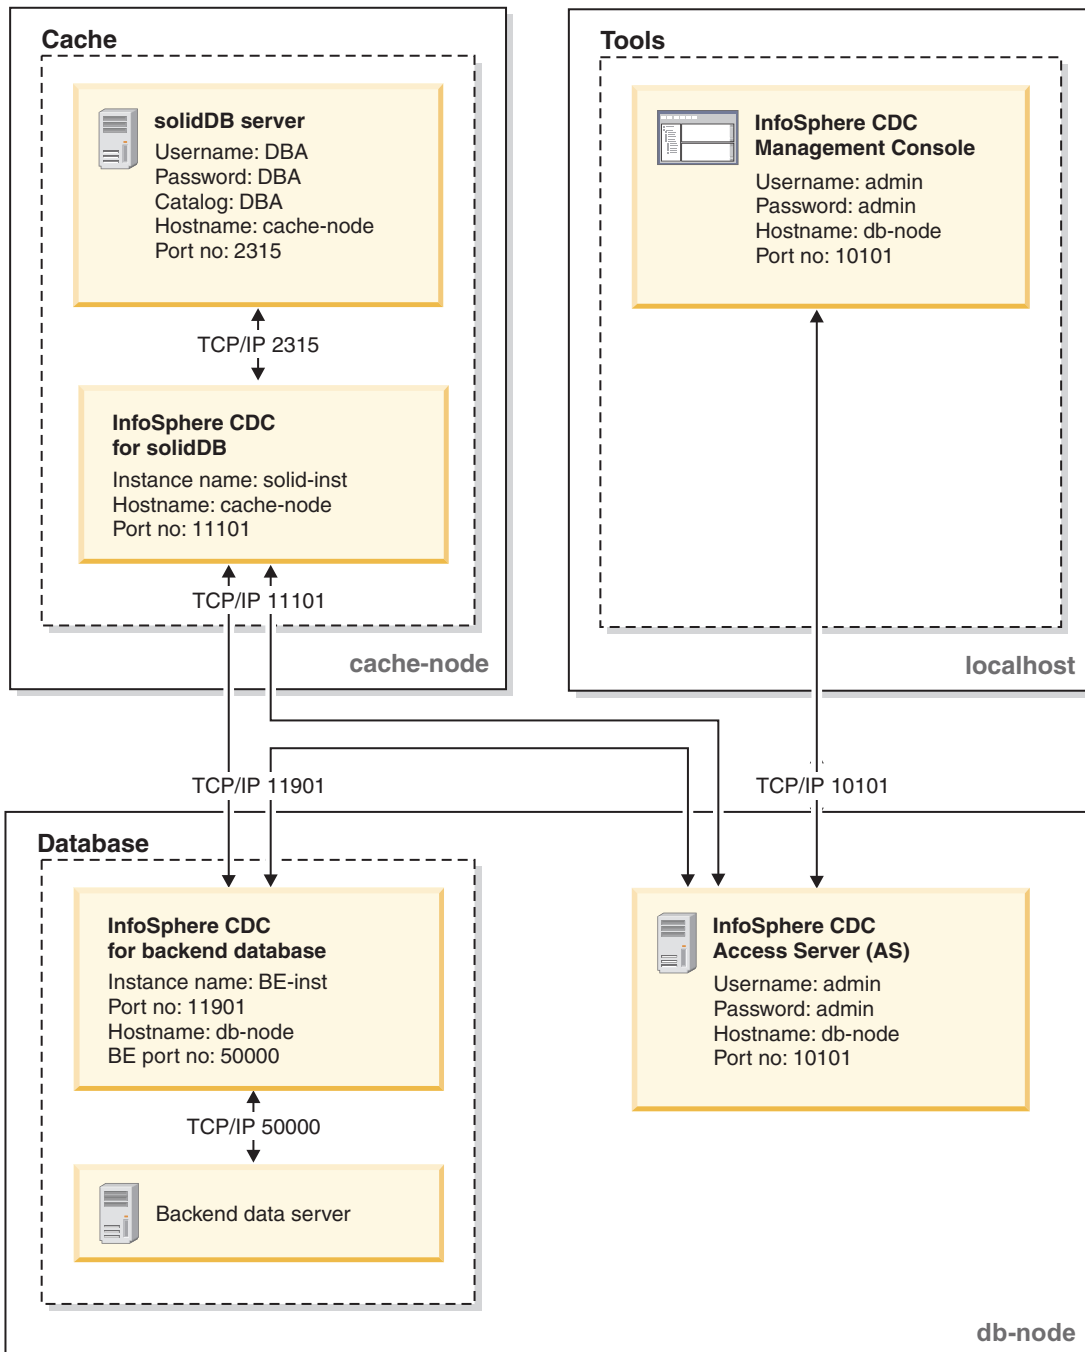 Cache
solidDB server
Username: DBA
Password: DBA
Catalog: DBA
Hostname: cache-node
Port no: 2315
TCP/IP 2315
InfoSphere CDC
for solidDB
Instance name: solid-inst
Hostname: cache-node
Port no: 11101
TCP/IP 11101
cache-node
Tools
InfoSphere CDC
Management Console
Username: admin
Password: admin
Hostname: db-node
Port no: 10101
localhost
TCP/IP 11901
TCP/IP 10101
Database
InfoSphere CDC
for backend database
Instance name: BE-inst
Port no: 11901
Hostname: db-node
BE port no: 50000
TCP/IP 50000
Backend data server
InfoSphere CDC
Access Server (AS)
Username: admin
Password: admin
Hostname: db-node
Port no: 10101
db-node